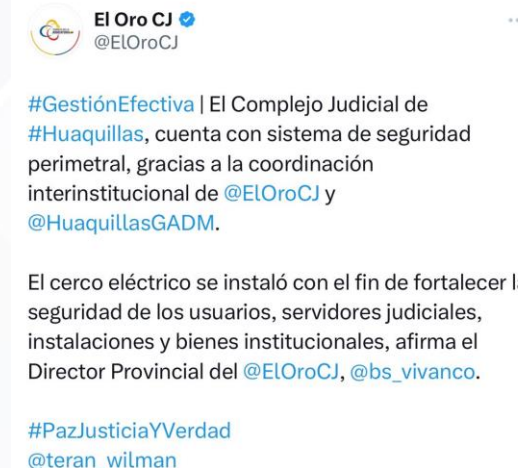 El Oro CJ
@ElOroCJ
#GestiónEfectiva | El Complejo Judicial de
#Huaquillas, cuenta con sistema de seguridad
perimetral, gracias a la coordinación
interinstitucional de @ElOroCJ y
@HuaquillasGADM.
El cerco eléctrico se instaló con el fin de fortalecer l
seguridad de los usuarios, servidores judiciales,
instalaciones y bienes institucionales, afirma el
Director Provincial del @ElOroCJ, @bs_vivanco.
#PazJusticiaYVerdad
@teran_wilman